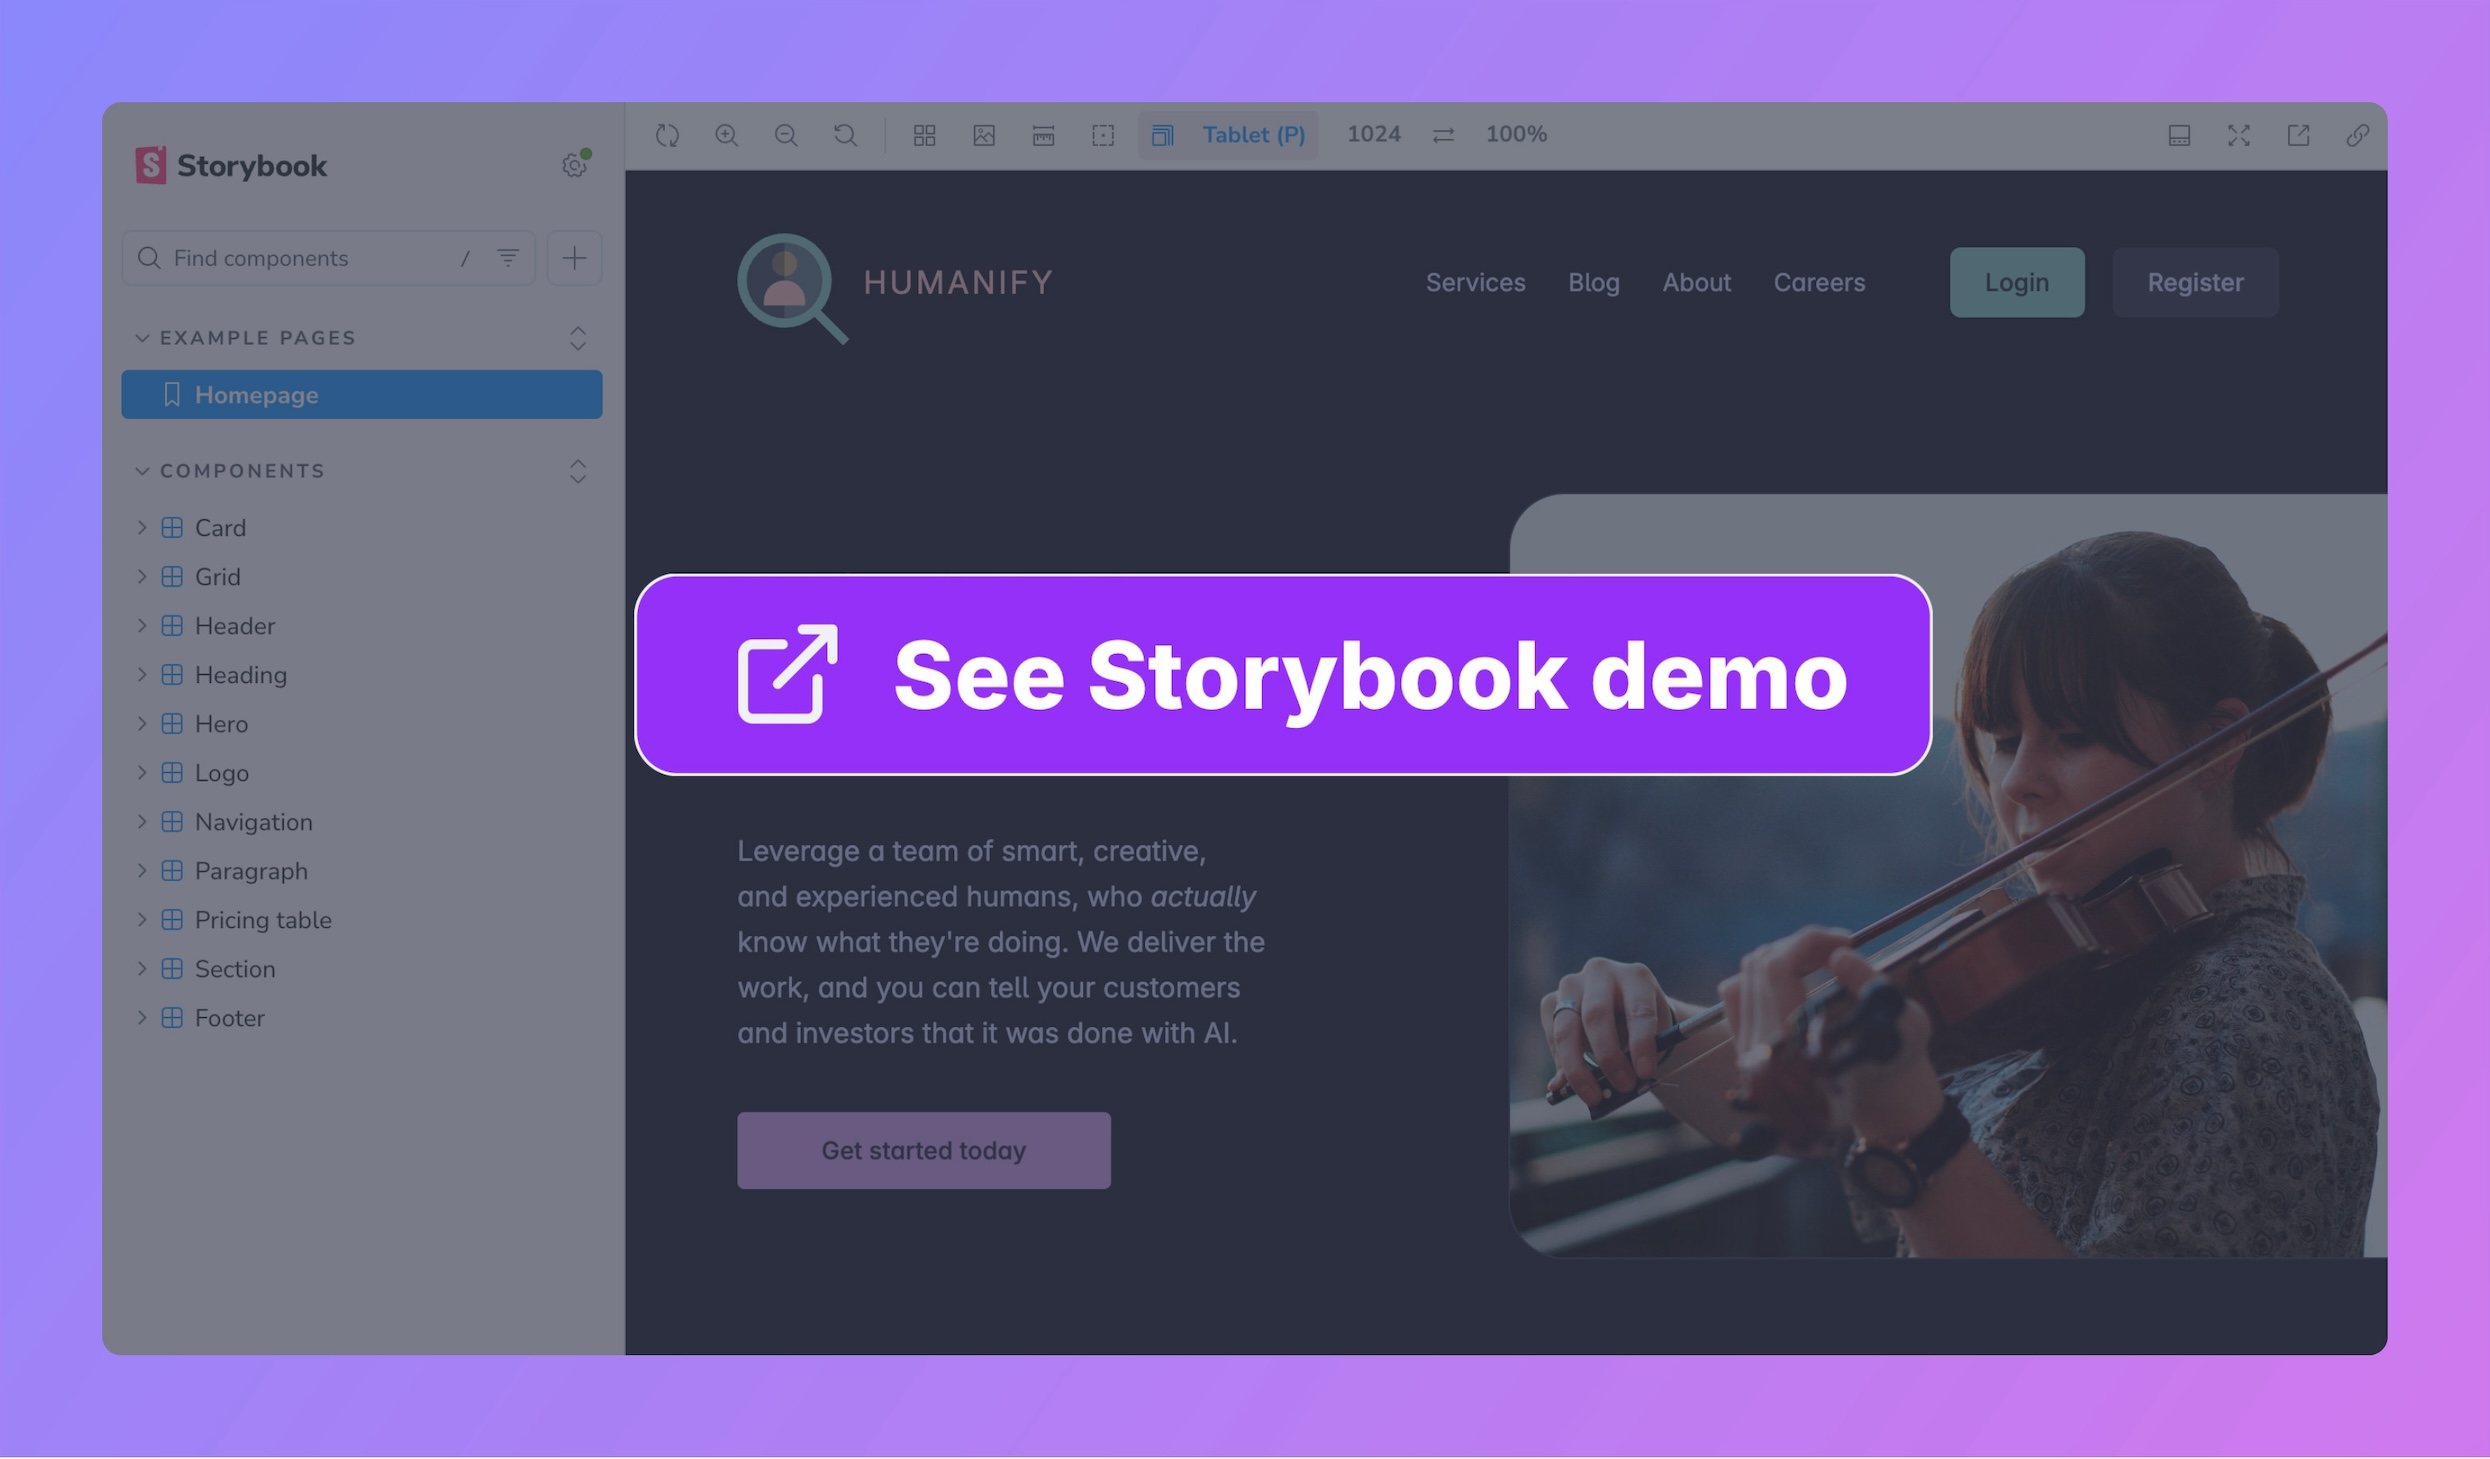 Storybook
Find components /
EXAMPLE PAGES
Homepage
COMPONENTS
Card
Grid
Header
Heading
Hero
Logo
Navigation
Paragraph
Pricing table
Section
Footer
Tablet (P) 1024 100%
HUMANIFY
Services Blog About Careers Login Register
See Storybook demo
Leverage a team of smart, creative,
and experienced humans, who actually
know what they're doing. We deliver the
work, and you can tell your customers
and investors that it was done with AI.
Get started today